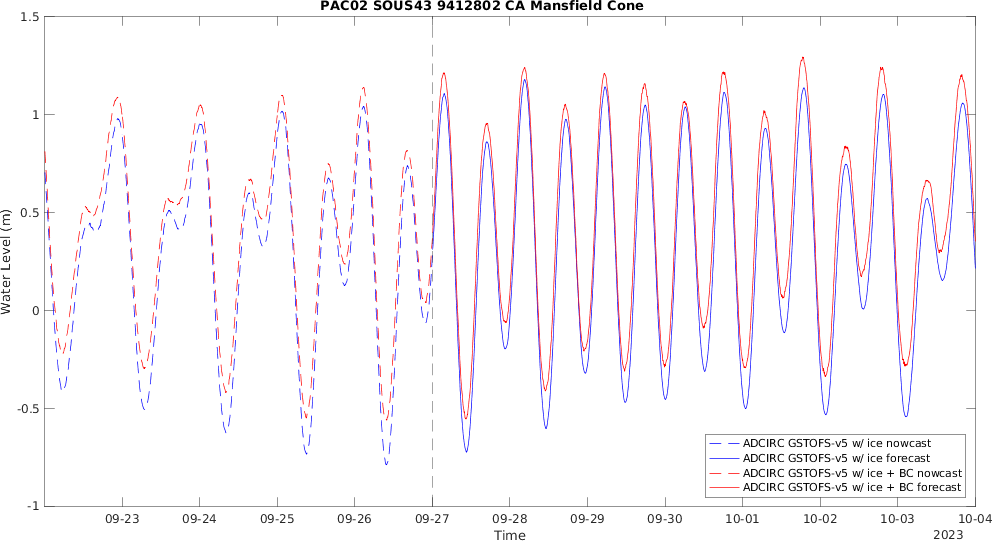 PAC02 SOUS43 9412802 CA Mansfield Cone
1.5
1
0.5
0
-0.5
-1
Water Level (m)
09-23 09-24 09-25 09-26 09-27 09-28 09-29 09-30 10-01 10-02 10-03 10-04
Time
2023
ADCIRC GSTOFS-v5 w/ ice nowcast
ADCIRC GSTOFS-v5 w/ ice forecast
ADCIRC GSTOFS-v5 w/ ice + BC nowcast
ADCIRC GSTOFS-v5 w/ ice + BC forecast